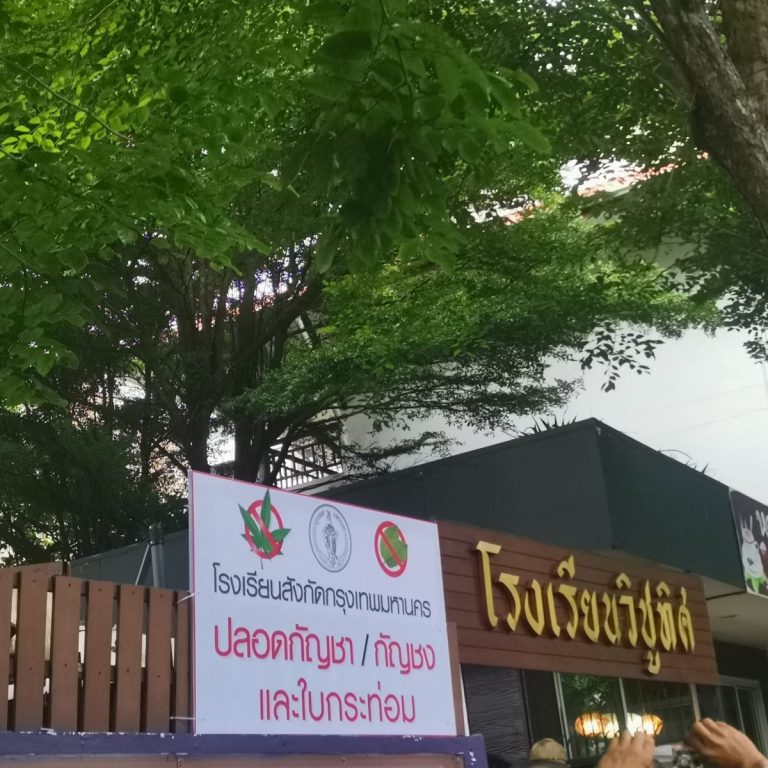 โรงเรียนสังกัดกรุงเทพมหานคร
ปลอดกัญชา / กัญชง
และใบกระท่อม
โรงเรียนวิชูทิศ